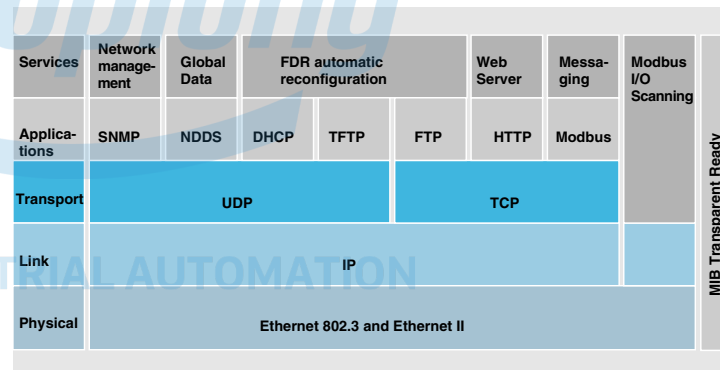 Services
Network
manage-
ment
Global
Data
FDR automatic
reconfiguration
Web
Server
Messa-
ging
Modbus
I/O
Scanning
Applica-
tions
SNMP
NDDS
DHCP
TFTP
FTP
HTTP
Modbus
Transport
UDP
TCP
Link
IP
Physical
Ethernet 802.3 and Ethernet II
MIB Transparent Ready
TRIAL AUTOMATION